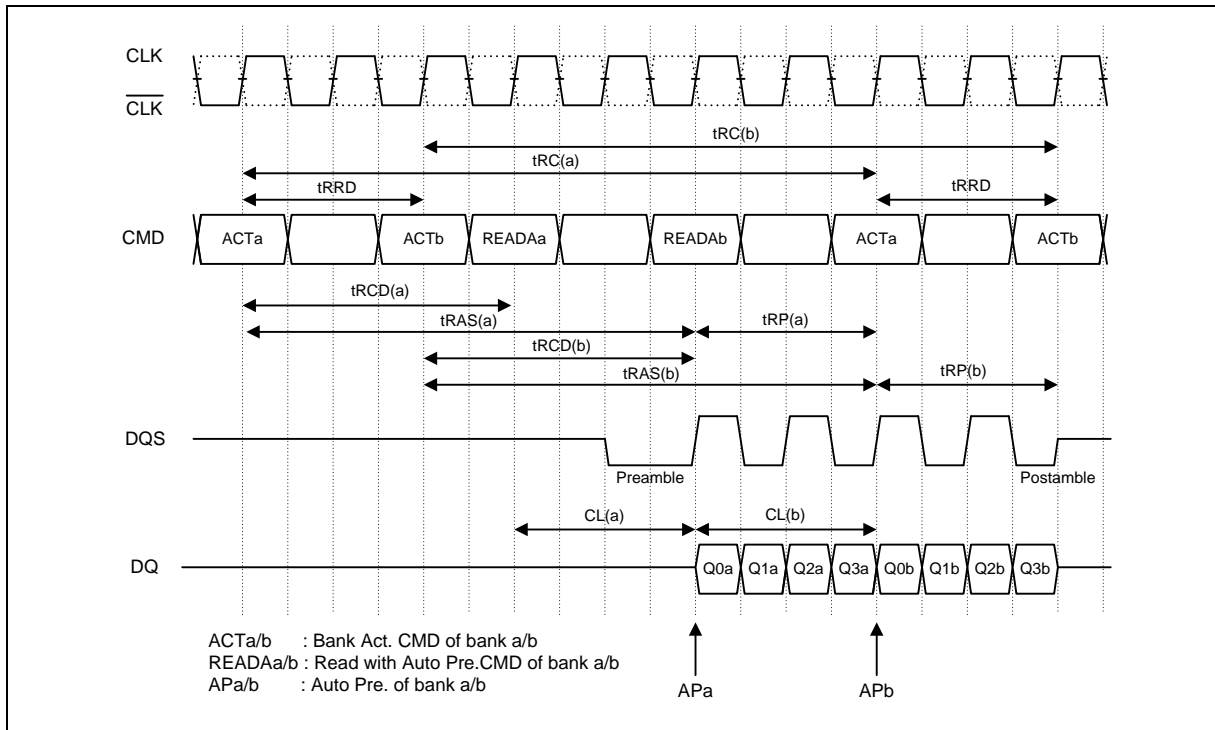 CLK
CLK
tRC(b)
tRC(a)
tRRD
tRRD
CMD
ACTa
ACTb
READAa
READAb
ACTa
ACTb
tRCD(a)
tRAS(a)
tRP(a)
tRCD(b)
tRAS(b)
tRP(b)
DQS
Preamble
Postamble
CL(a)
CL(b)
DQ
Q0a
Q1a
Q2a
Q3a
Q0b
Q1b
Q2b
Q3b
ACTa/b : Bank Act. CMD of bank a/b
READAa/b : Read with Auto Pre.CMD of bank a/b
APa/b : Auto Pre. of bank a/b
APa
APb